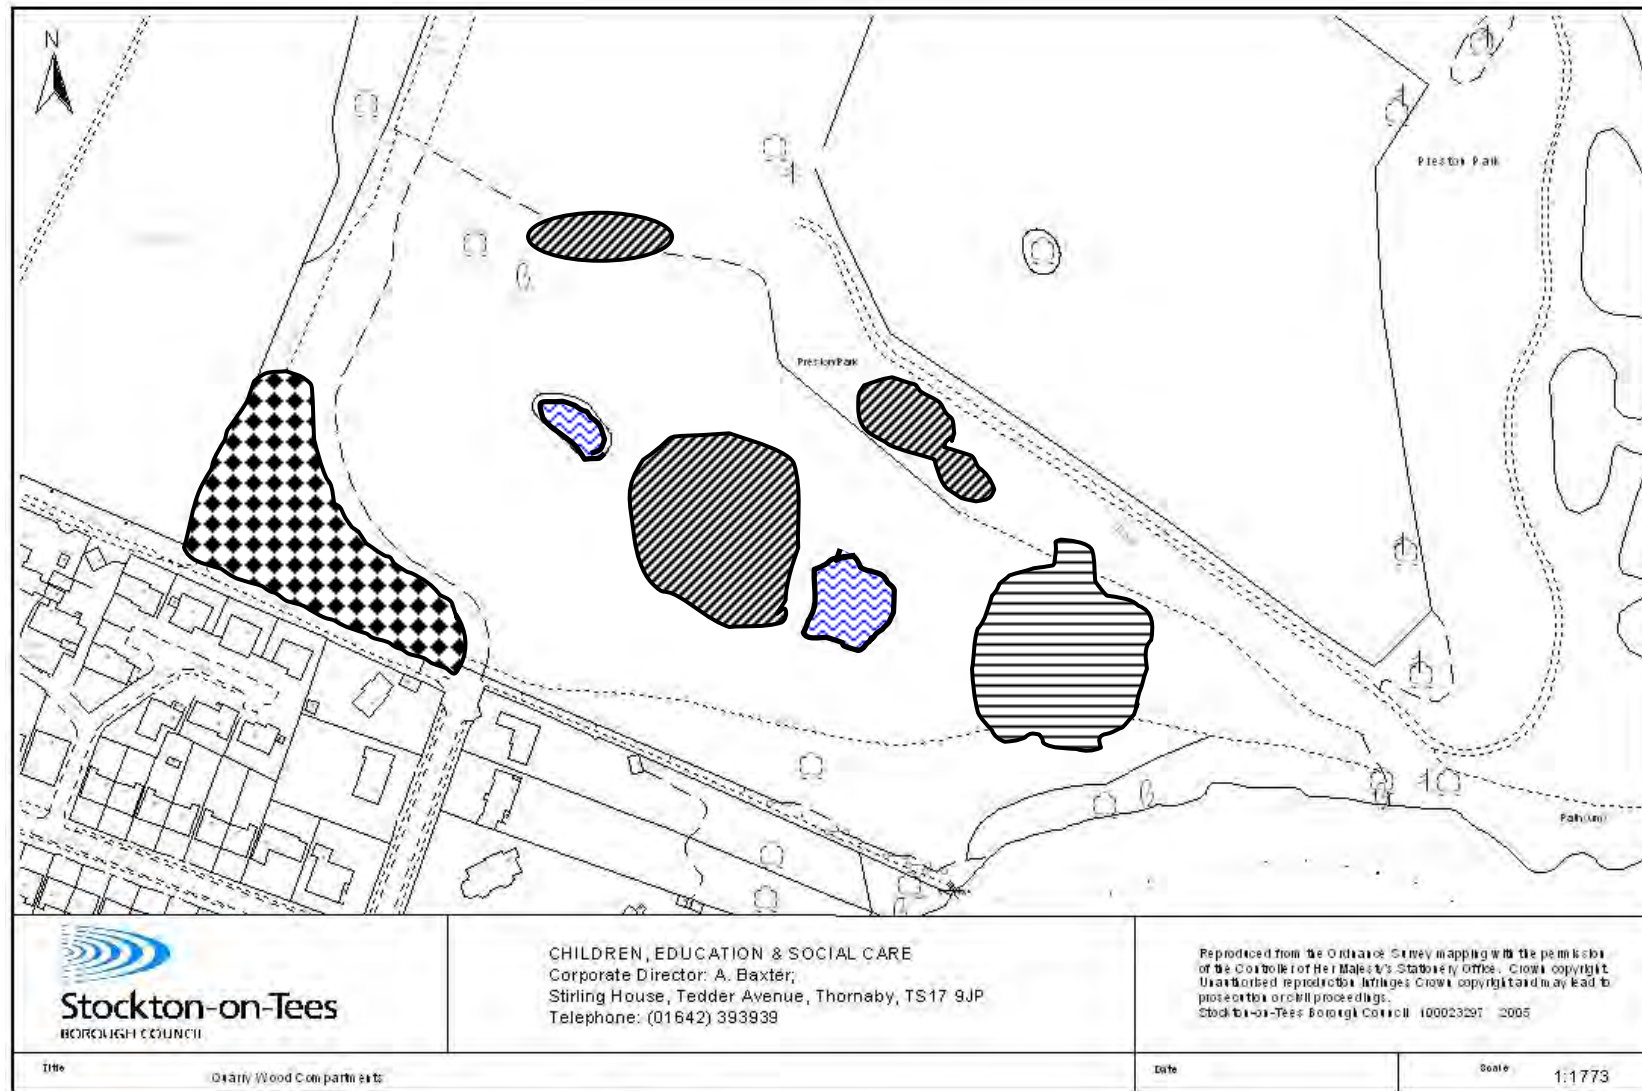 N
Preston Park
Preston Park
Path (um)
Stockton-on-Tees
BOROUGH COUNCIL
CHILDREN, EDUCATION & SOCIAL CARE
Corporate Director: A. Baxter;
Stirling House, Tedder Avenue, Thornaby, TS17 9JP
Telephone: (01642) 393939
Reproduced from the Ordnance Survey mapping with the permission
of the Controller of Her Majesty's Stationery Office. Crown copyright.
Unauthorised reproduction infringes Crown copyright and may lead to
prosecution or civil proceedings.
Stockton-on-Tees Borough Council 100023297 2005
Title
Quarry Wood Compartments
Date
Scale
1:1773